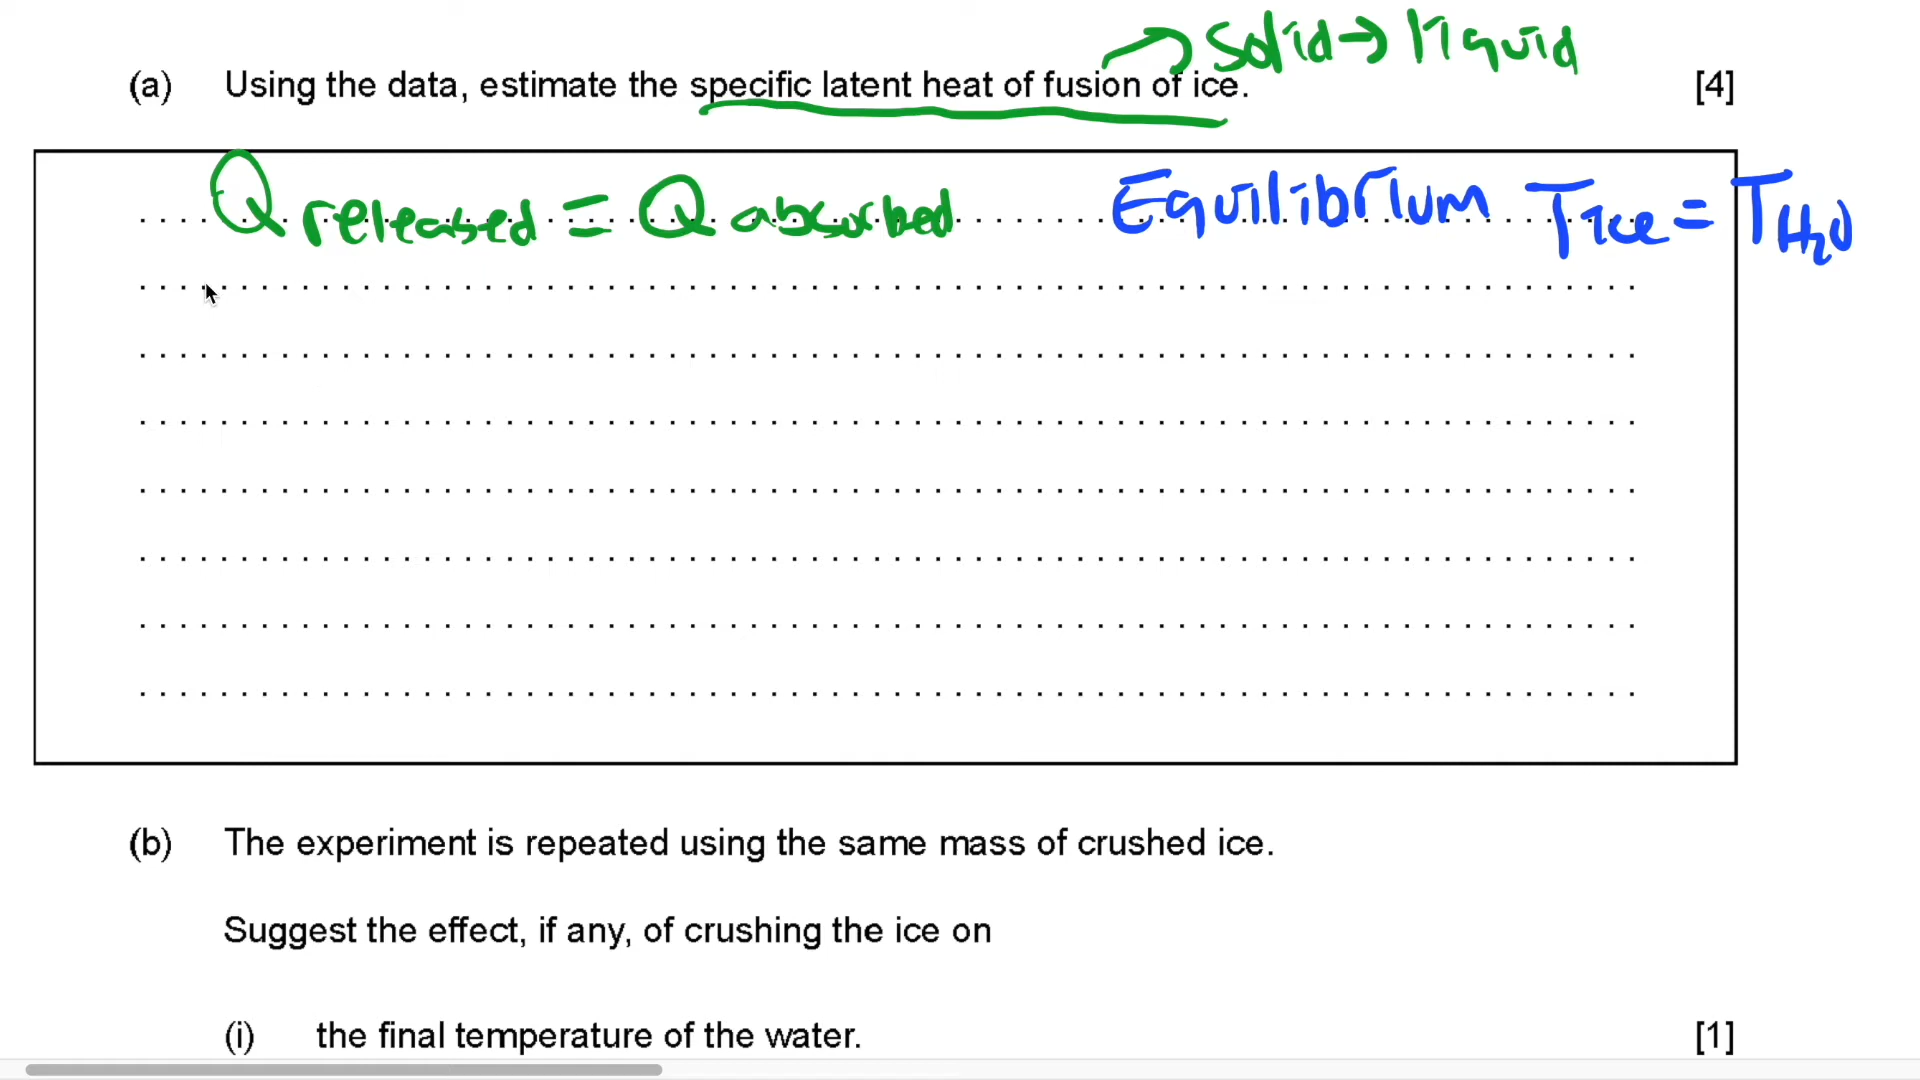 solid → liquid
(a) Using the data, estimate the specific latent heat of fusion of ice. [4]
Q released = Q absorbed Equilibrium Tice = TH₂O
(b) The experiment is repeated using the same mass of crushed ice.
Suggest the effect, if any, of crushing the ice on
(i) the final temperature of the water. [1]